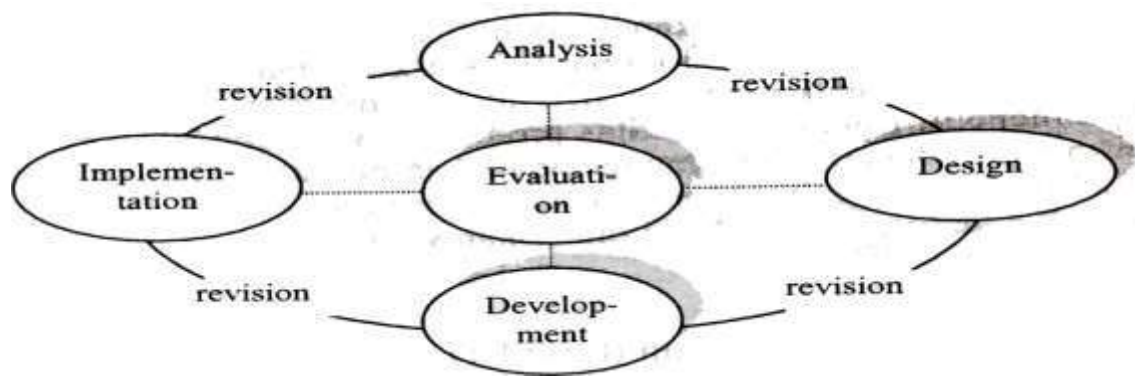 Analysis
revision
revision
Implemen-
tation
Evaluati-
on
Design
revision
revision
Develop-
ment